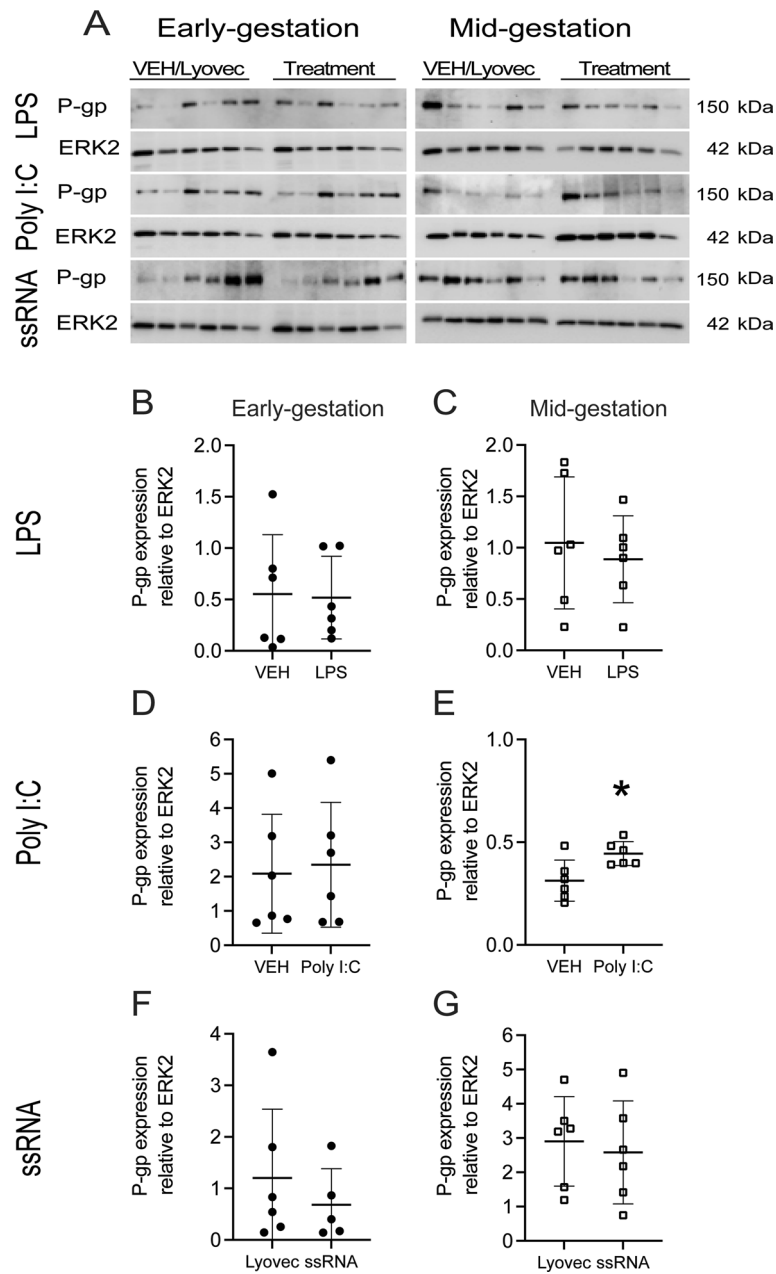 A Early-gestation Mid-gestation
VEH/Lyovec Treatment VEH/Lyovec Treatment
LPS
P-gp 150 kDa
ERK2 42 kDa
Poly I:C
P-gp 150 kDa
ERK2 42 kDa
ssRNA
P-gp 150 kDa
ERK2 42 kDa
LPS
B Early-gestation
P-gp expression
relative to ERK2
2.0
1.5
1.0
0.5
0.0
VEH LPS
C Mid-gestation
P-gp expression
relative to ERK2
2.0
1.5
1.0
0.5
0.0
VEH LPS
Poly I:C
D
P-gp expression
relative to ERK2
6
5
4
3
2
1
0
VEH Poly I:C
E
P-gp expression
relative to ERK2
1.0
0.5
0.0
*
VEH Poly I:C
ssRNA
F
P-gp expression
relative to ERK2
4
3
2
1
0
Lyovec ssRNA
G
P-gp expression
relative to ERK2
6
5
4
3
2
1
0
Lyovec ssRNA